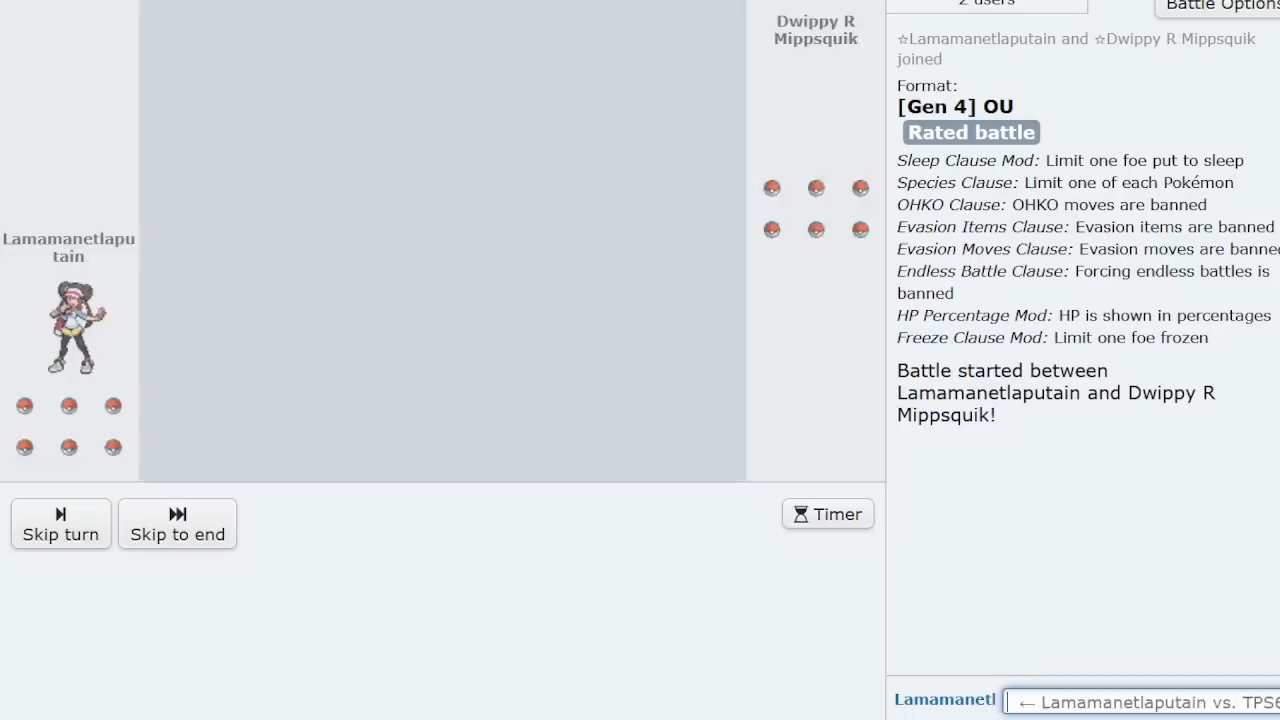 2 users
Battle Options
Dwippy R
Mippsquik
☆Lamamanetlaputain and ☆Dwippy R Mippsquik
joined
Format:
[Gen 4] OU
Rated battle
Sleep Clause Mod: Limit one foe put to sleep
Species Clause: Limit one of each Pokémon
OHKO Clause: OHKO moves are banned
Evasion Items Clause: Evasion items are banned
Evasion Moves Clause: Evasion moves are banne
Endless Battle Clause: Forcing endless battles is
banned
HP Percentage Mod: HP is shown in percentages
Freeze Clause Mod: Limit one foe frozen
Battle started between
Lamamanetlaputain and Dwippy R
Mippsquik!
Lamamanetlapu
tain
Skip turn
Skip to end
Timer
Lamamanetl
← Lamamanetlaputain vs. TPS6